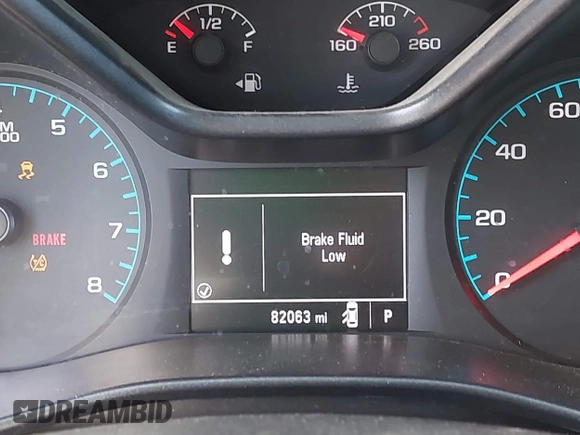 1/2
E F
210
160 260
5
6
7
8
BRAKE
T/C
Brake Fluid
Low
82063 mi P
60
40
20
0
DREAMBID